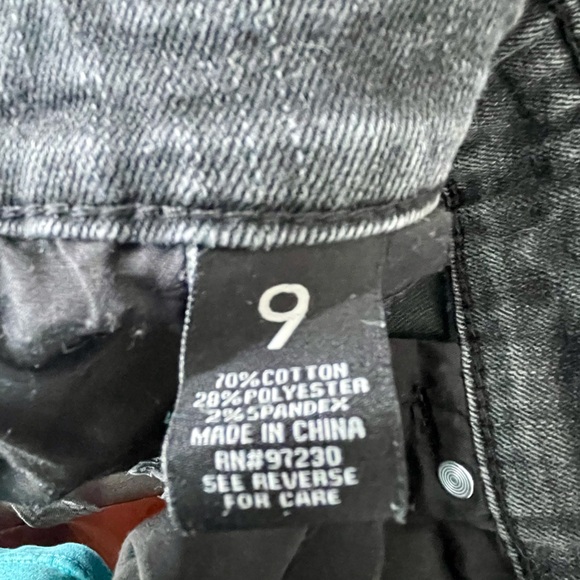 9
70% COTTON
28% POLYESTER
2% SPANDEX
MADE IN CHINA
RN#97230
SEE REVERSE
FOR CARE